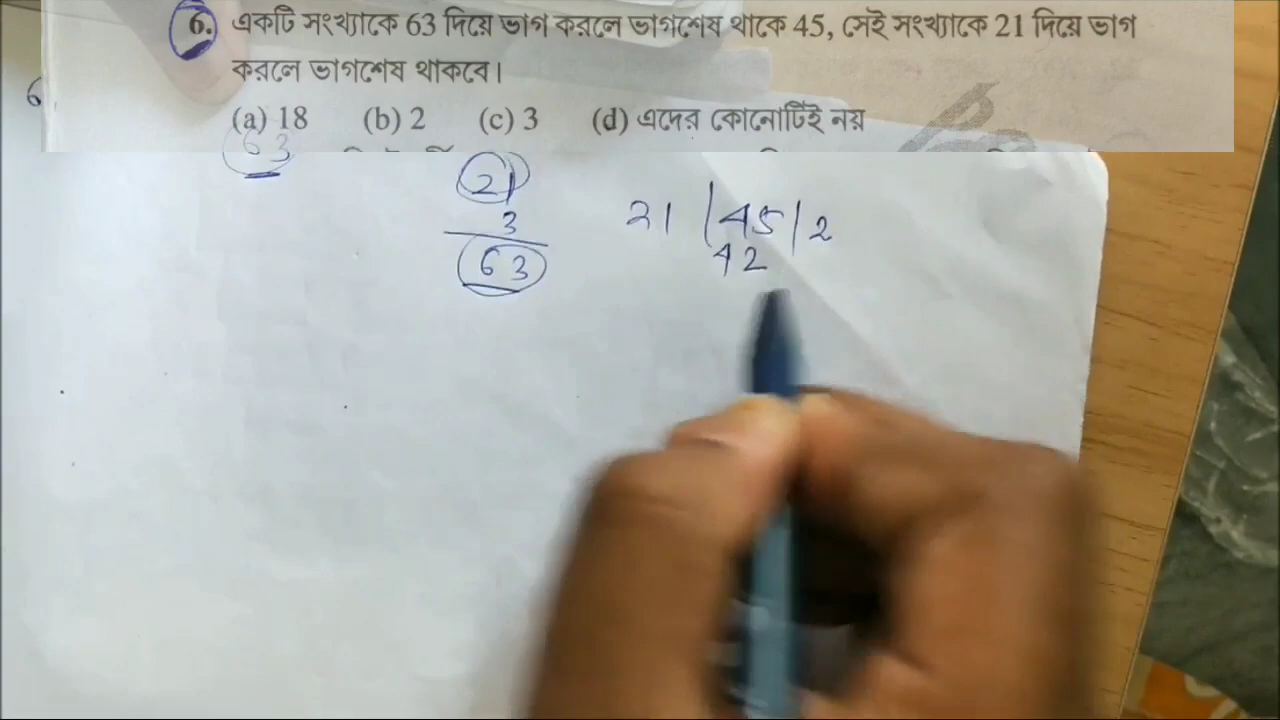 6. একটি সংখ্যাকে 63 দিয়ে ভাগ করলে ভাগশেষ থাকে 45, সেই সংখ্যাকে 21 দিয়ে ভাগ
করলে ভাগশেষ থাকবে।
6
(a) 18 (b) 2 (c) 3 (d) এদের কোনোটিই নয়
63
21
3
21 | 45 | 2
63
42